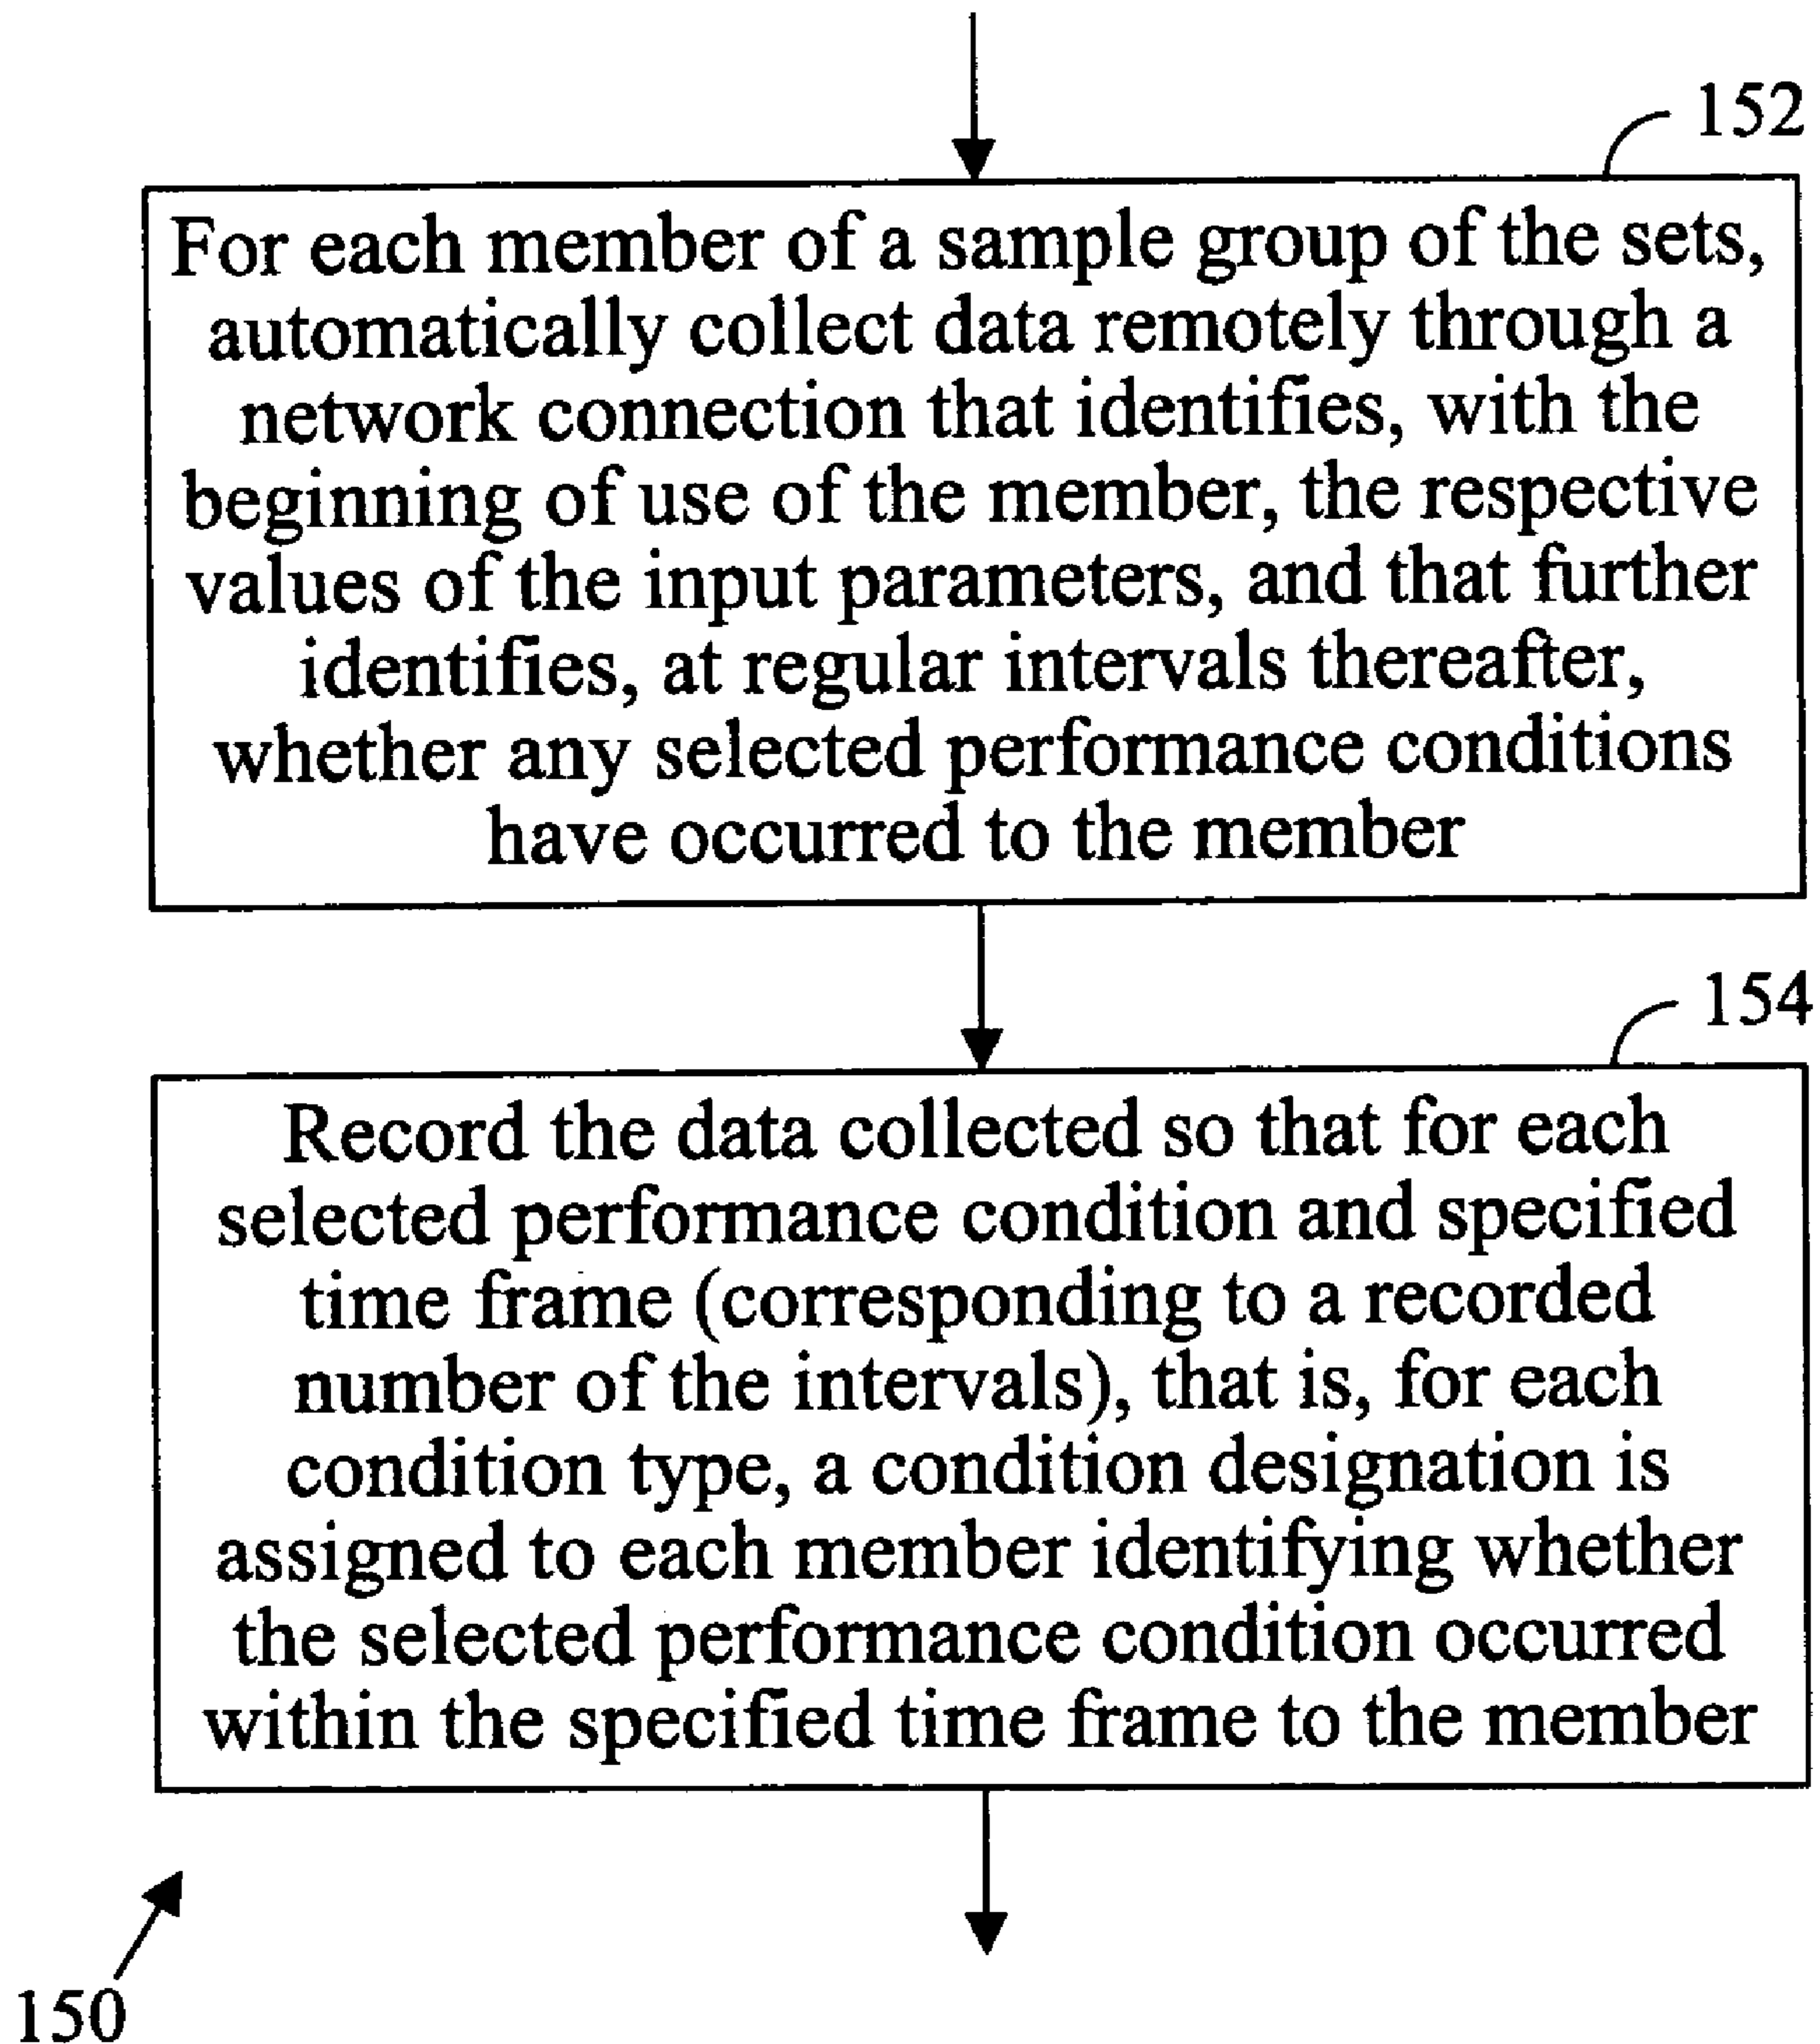 152
For each member of a sample group of the sets,
automatically collect data remotely through a
network connection that identifies, with the
beginning of use of the member, the respective
values of the input parameters, and that further
identifies, at regular intervals thereafter,
whether any selected performance conditions
have occurred to the member
154
Record the data collected so that for each
selected performance condition and specified
time frame (corresponding to a recorded
number of the intervals), that is, for each
condition type, a condition designation is
assigned to each member identifying whether
the selected performance condition occurred
within the specified time frame to the member
150